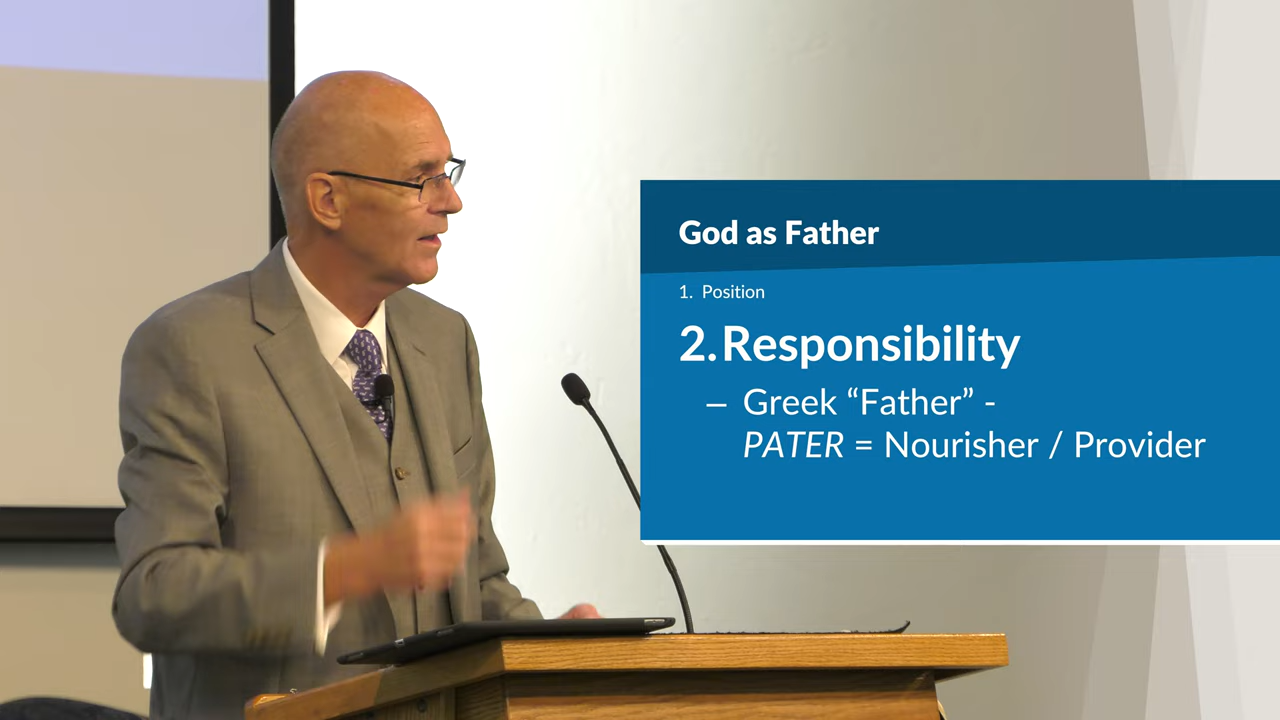 God as Father
1. Position
2. Responsibility
– Greek “Father” -
PATER = Nourisher / Provider